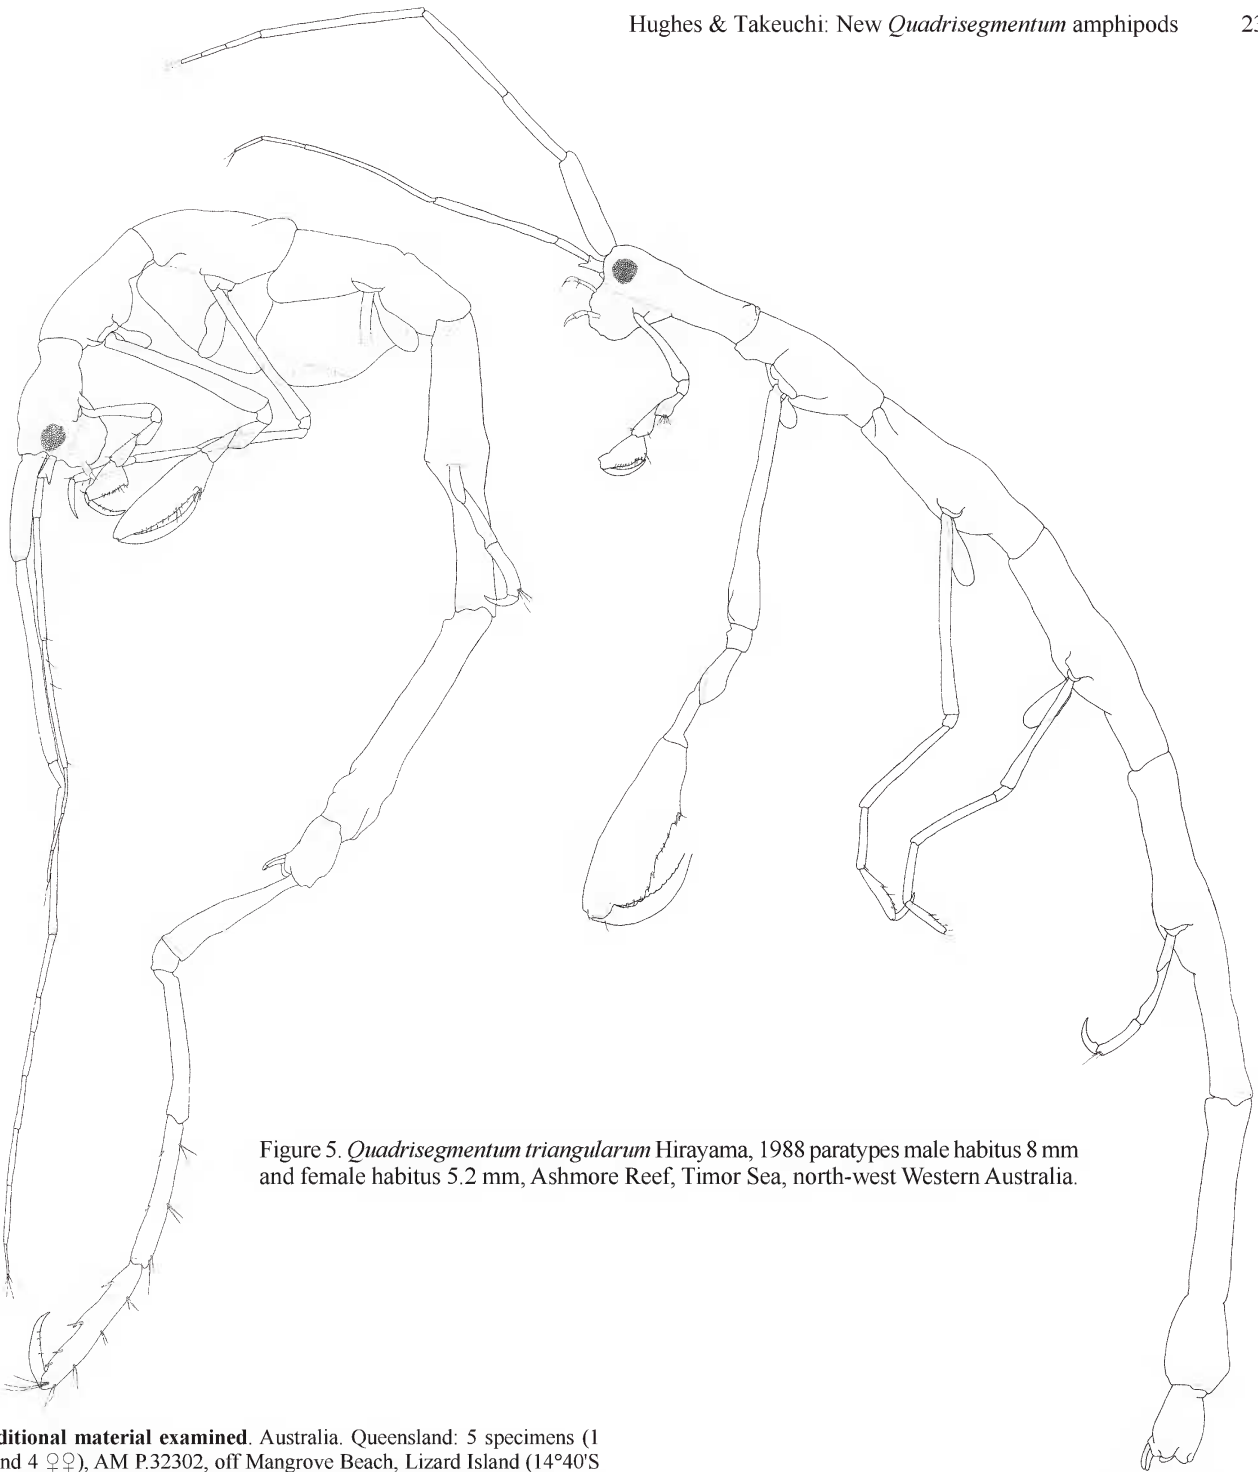 Hughes & Takeuchi: New Quadrisegmentum amphipods 23
Figure 5. Quadrisegmentum triangularum Hirayama, 1988 paratypes male habitus 8 mm
and female habitus 5.2 mm, Ashmore Reef, Timor Sea, north-west Western Australia.
ditional material examined. Australia. Queensland: 5 specimens (1
nd 4 ♀♀), AM P.32302, off Mangrove Beach, Lizard Island (14°40'S